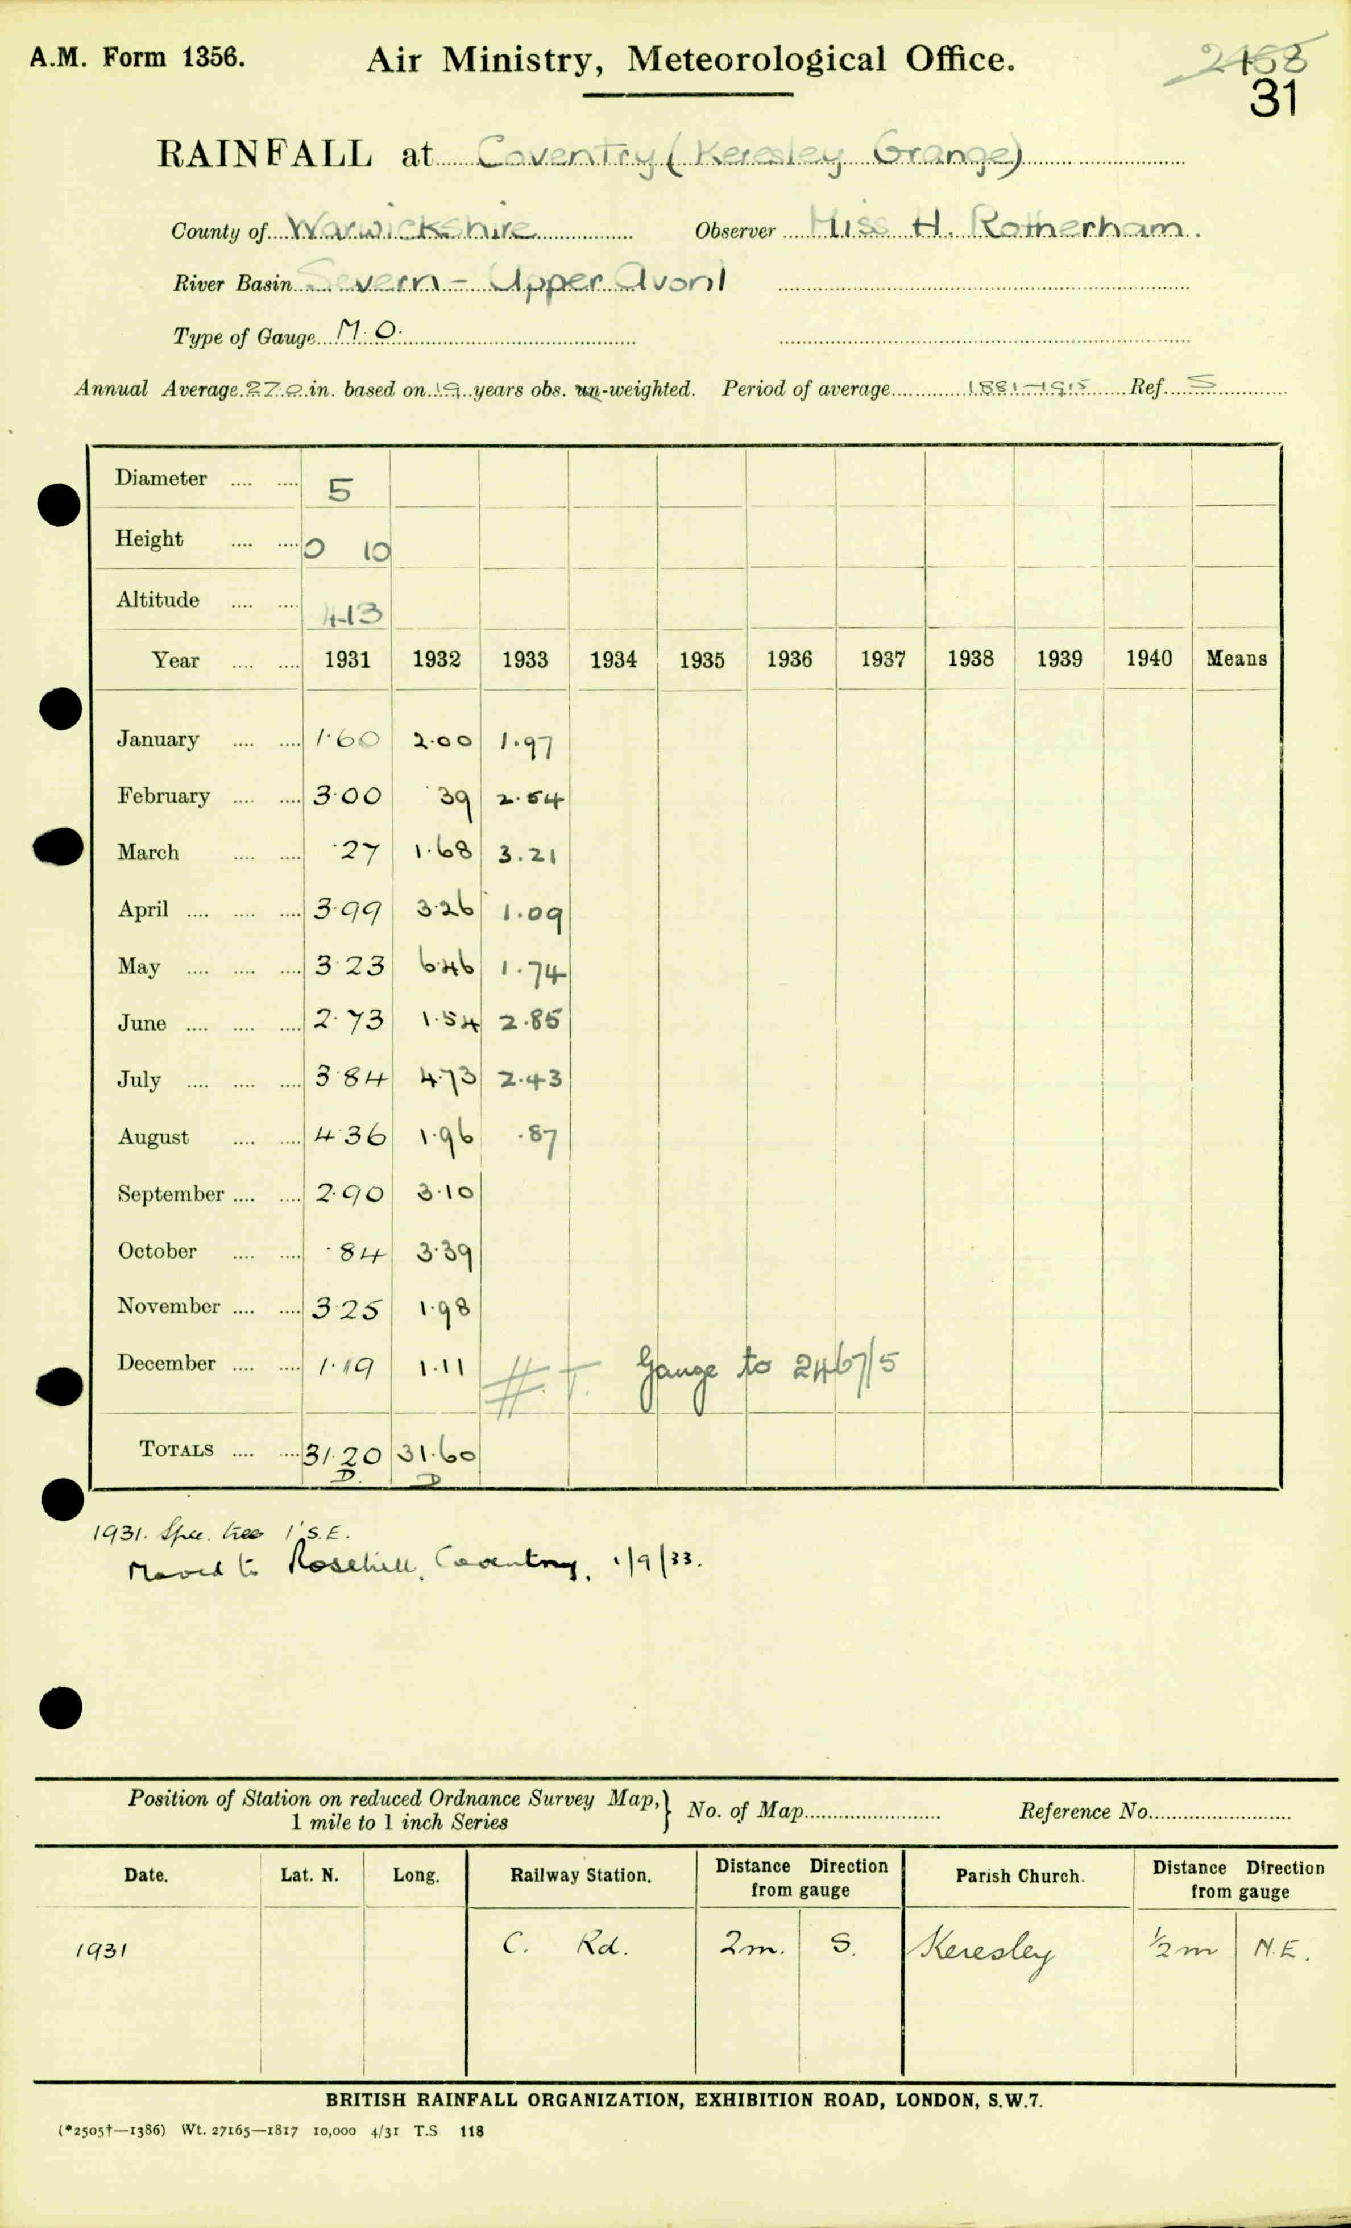 A.M. Form 1356. Air Ministry, Meteorological Office. 2468
31
RAINFALL at Coventry (Keresley Grange)
County of Warwickshire Observer Miss H. Rotherham.
River Basin Severn - Upper Avon
Type of Gauge M.O.
Annual Average 27.0 in. based on 19 years obs. un-weighted. Period of average 1881-1915 Ref. S
Diameter .... .... 5
Height .... .... 0 10
Altitude .... .... 413
Year .... .... 1931 1932 1933 1934 1935 1936 1937 1938 1939 1940 Means
January .... .... 1.60 2.00 1.97
February .... .... 3.00 .39 2.54
March .... .... .27 1.68 3.21
April .... .... .... 3.99 3.26 1.09
May .... .... .... 3.23 6.46 1.74
June .... .... .... 2.73 1.54 2.85
July .... .... .... 3.84 4.73 2.43
August .... .... 4.36 1.96 .87
September .... .... 2.90 3.10
October .... .... .84 3.39
November .... .... 3.25 1.98
December .... .... 1.19 1.11 #.T. Gauge to 2467/5
TOTALS .... .... 31.20 31.60
D. D
1931. tree 1' S.E.
Moved to Rosehill, Coventry, 1/9/33.
Position of Station on reduced Ordnance Survey Map,} No. of Map Reference No.
1 mile to 1 inch Series
Date. Lat. N. Long. Railway Station. Distance Direction from gauge Parish Church. Distance Direction from gauge
1931 C. Rd. 2m. S. Keresley ½m N.E.
BRITISH RAINFALL ORGANIZATION, EXHIBITION ROAD, LONDON, S.W.7.
(*2505†—1386) Wt. 27165—1817 10,000 4/31 T.S 118